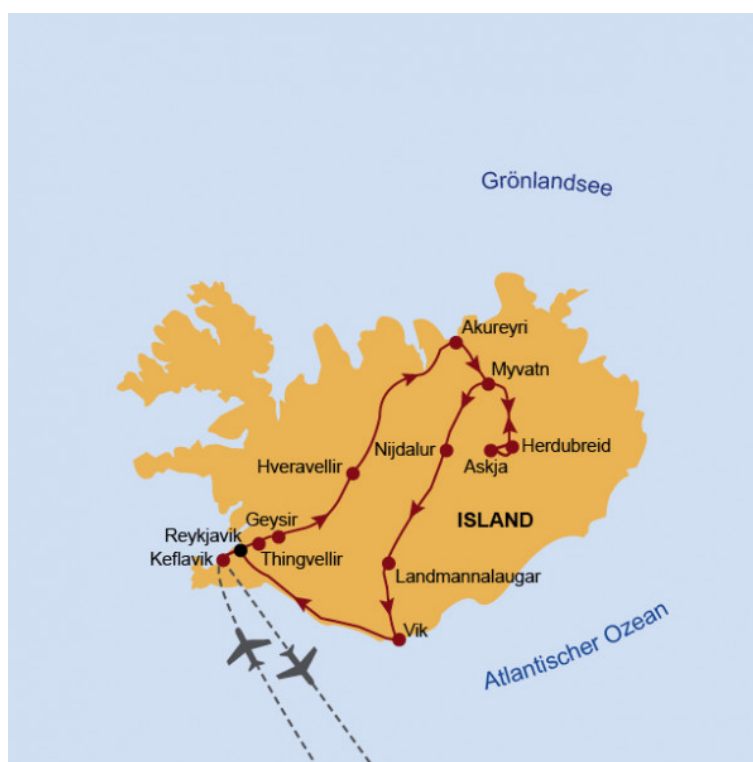 Grönlandsee
Akureyri
Myvatn
Nijdalur
Herdubreid
Askja
Hveravellir
Geysir
ISLAND
Reykjavik
Keflavik
Thingvellir
Landmannalaugar
Vik
Atlantischer Ozean